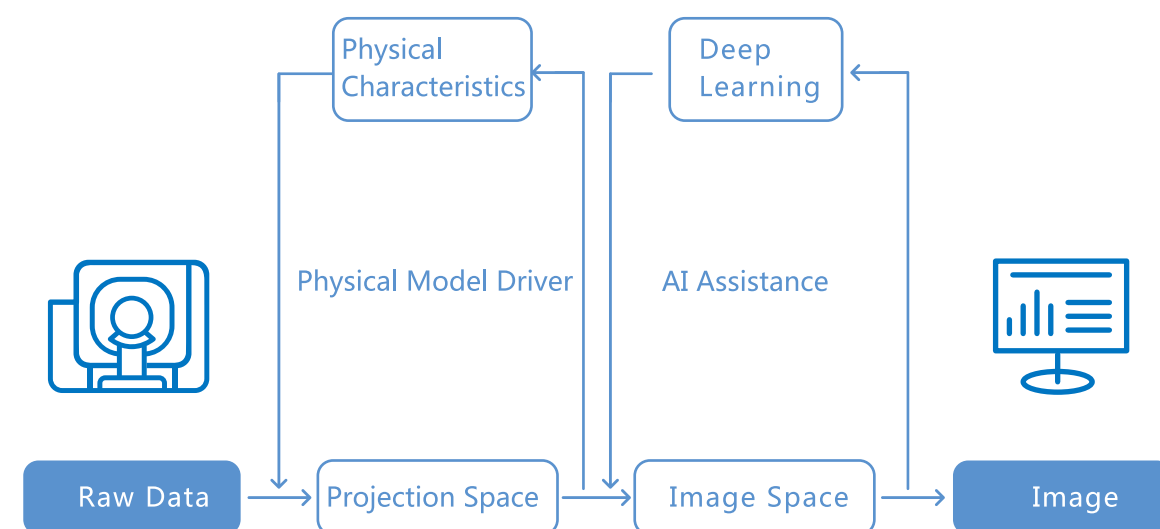 Physical
Characteristics
Deep
Learning
Physical Model Driver
AI Assistance
Raw Data
Projection Space
Image Space
Image